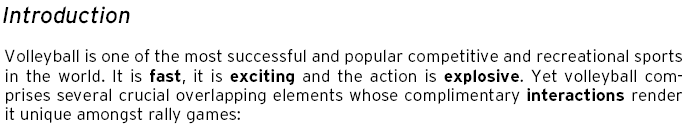 Introduction
Volleyball is one of the most successful and popular competitive and recreational sports
in the world. It is fast, it is exciting and the action is explosive. Yet volleyball com-
prises several crucial overlapping elements whose complimentary interactions render
it unique amongst rally games: